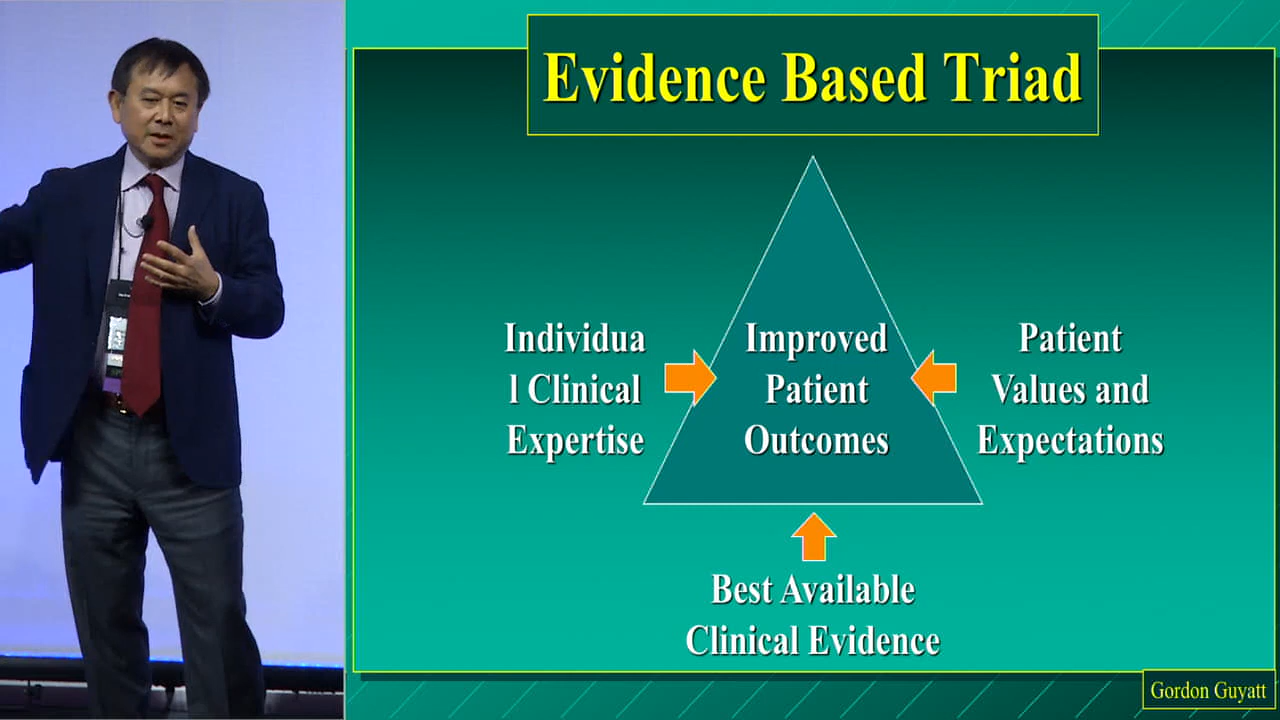 Evidence Based Triad
Individua
l Clinical
Expertise
Improved
Patient
Outcomes
Patient
Values and
Expectations
Best Available
Clinical Evidence
Gordon Guyatt